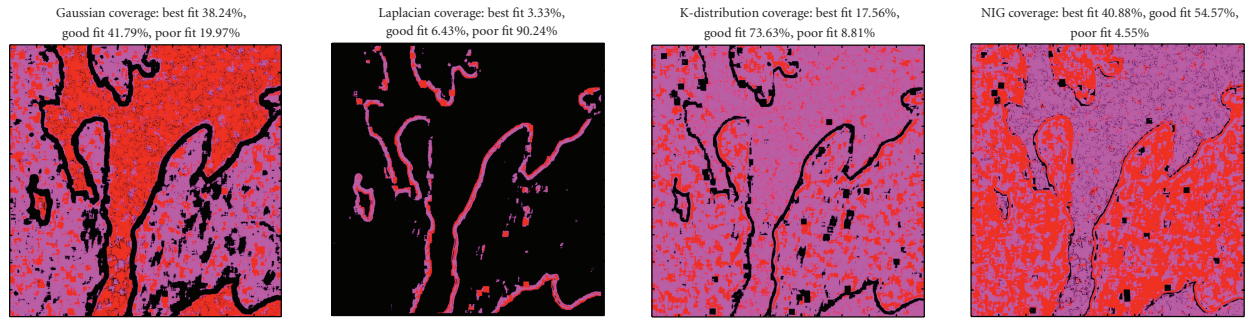 Gaussian coverage: best fit 38.24%,
good fit 41.79%, poor fit 19.97%
Laplacian coverage: best fit 3.33%,
good fit 6.43%, poor fit 90.24%
K-distribution coverage: best fit 17.56%,
good fit 73.63%, poor fit 8.81%
NIG coverage: best fit 40.88%, good fit 54.57%,
poor fit 4.55%